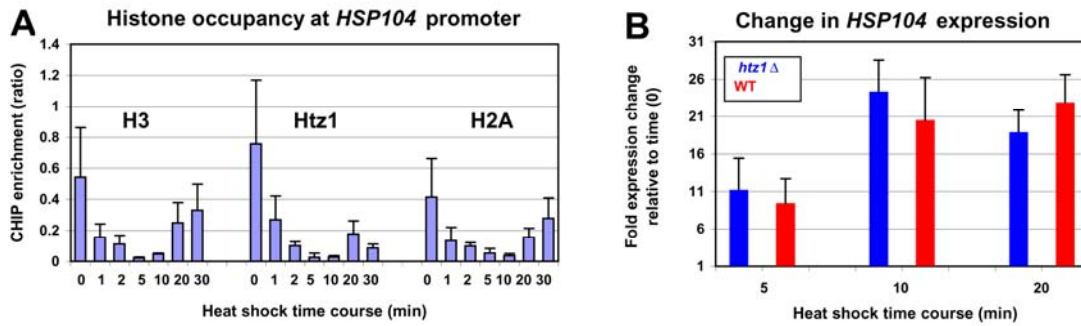 A
Histone occupancy at HSP104 promoter
CHIP enrichment (ratio)
1.4
1.2
1
0.8
0.6
0.4
0.2
0
H3 Htz1 H2A
0 1 2 5 10 20 30 0 1 2 5 10 20 30 0 1 2 5 10 20 30
Heat shock time course (min)
B
Change in HSP104 expression
Fold expression change
relative to time (0)
31
26
21
16
11
6
1
htz1 Δ
WT
5 10 20
Heat shock time course (min)